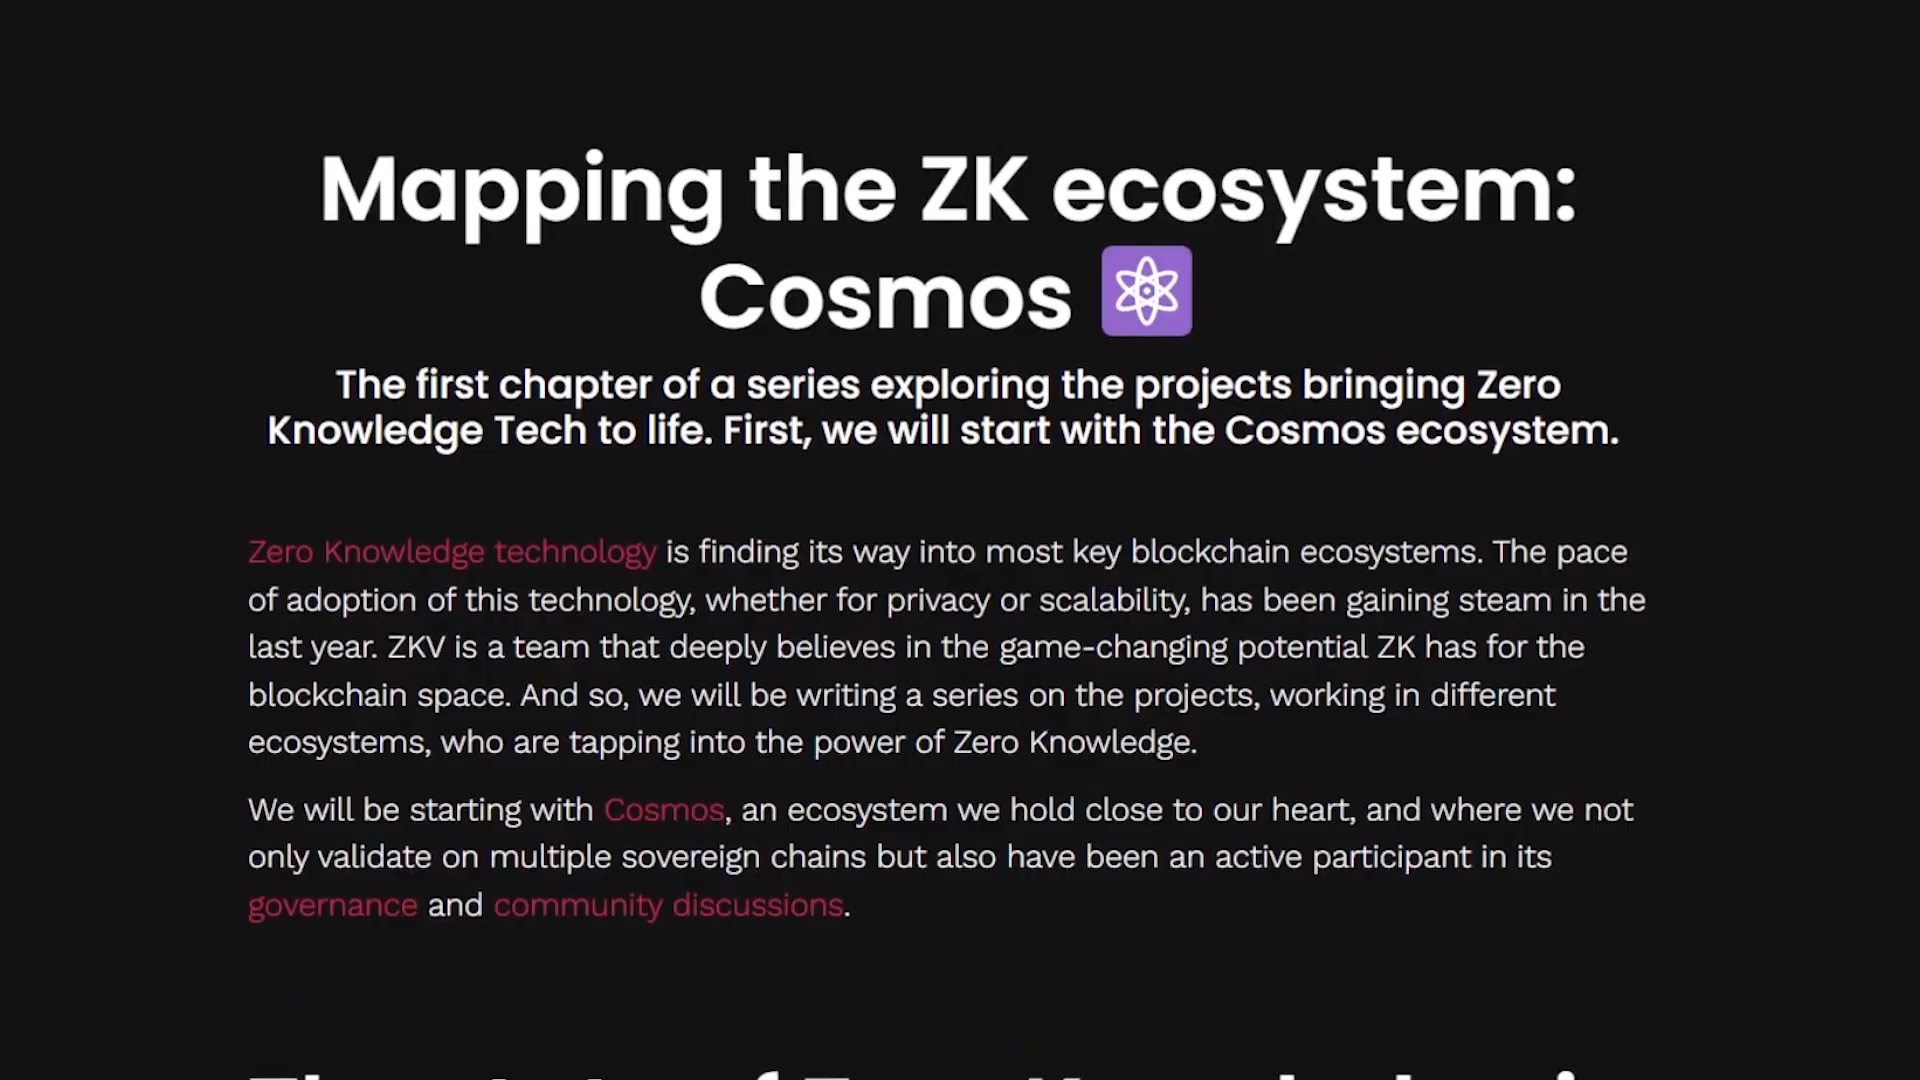 Mapping the ZK ecosystem:
Cosmos
The first chapter of a series exploring the projects bringing Zero
Knowledge Tech to life. First, we will start with the Cosmos ecosystem.
Zero Knowledge technology is finding its way into most key blockchain ecosystems. The pace
of adoption of this technology, whether for privacy or scalability, has been gaining steam in the
last year. ZKV is a team that deeply believes in the game-changing potential ZK has for the
blockchain space. And so, we will be writing a series on the projects, working in different
ecosystems, who are tapping into the power of Zero Knowledge.
We will be starting with Cosmos, an ecosystem we hold close to our heart, and where we not
only validate on multiple sovereign chains but also have been an active participant in its
governance and community discussions.